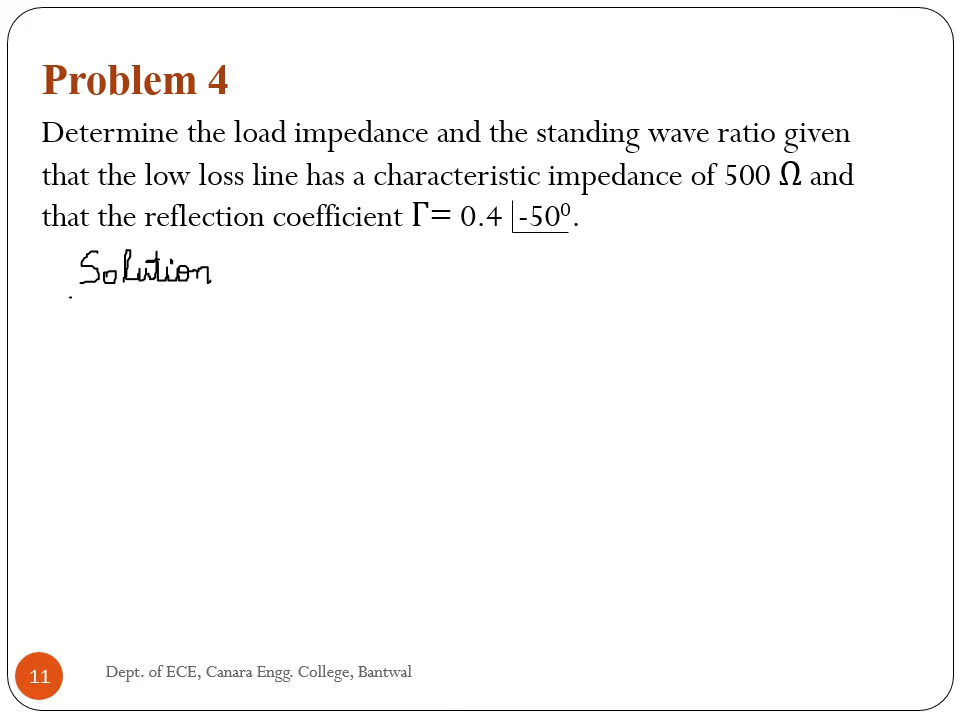 Problem 4
Determine the load impedance and the standing wave ratio given
that the low loss line has a characteristic impedance of 500 Ω and
that the reflection coefficient Γ= 0.4 |-50⁰.
Solution
11
Dept. of ECE, Canara Engg. College, Bantwal